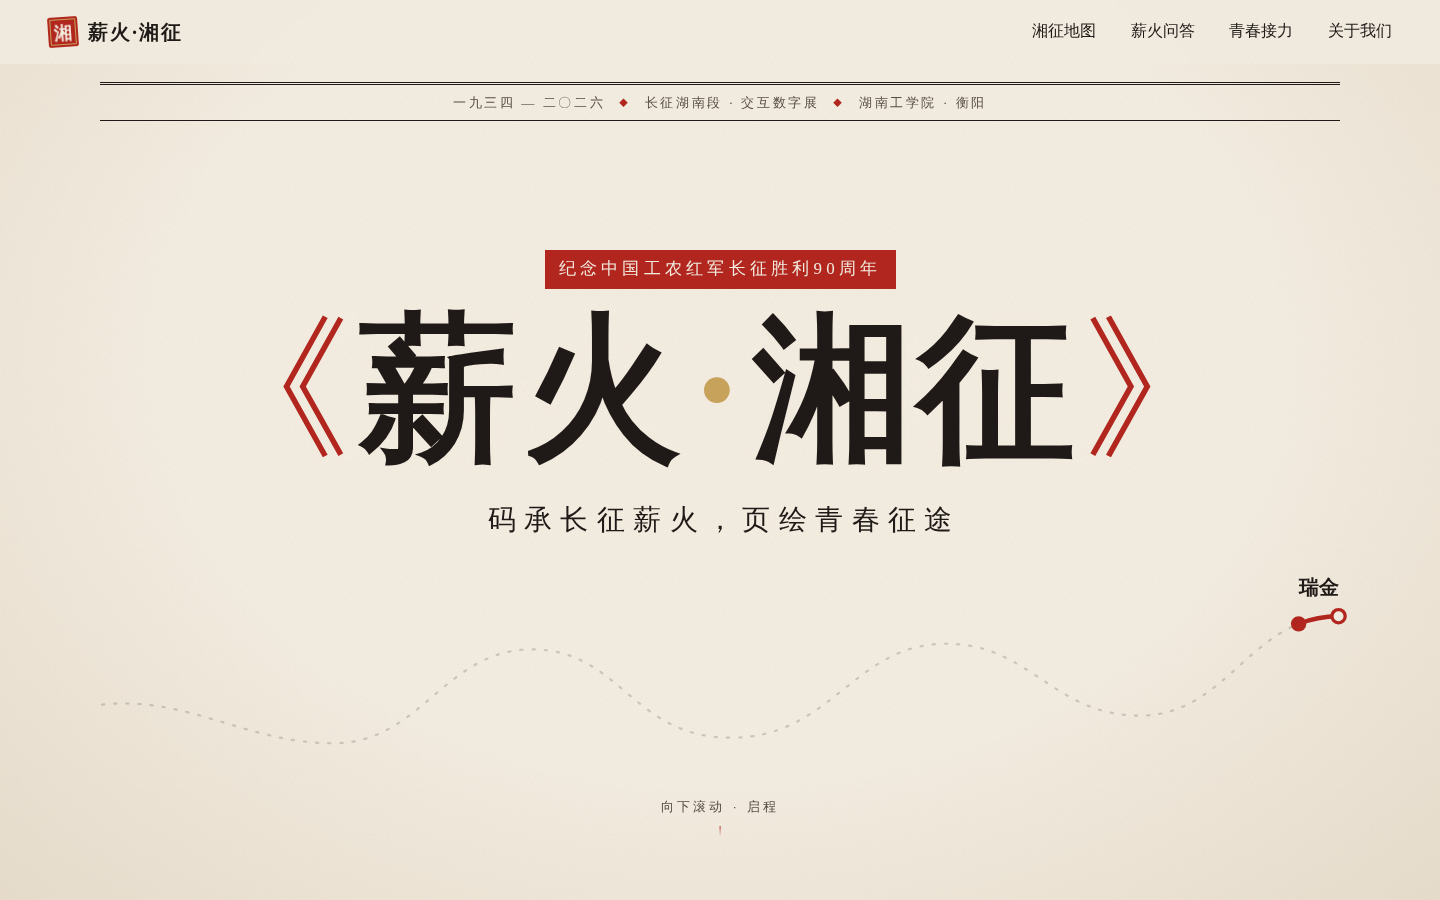 湘 薪火·湘征
湘征地图 薪火问答 青春接力 关于我们
一九三四 — 二〇二六 ◆ 长征湖南段 · 交互数字展 ◆ 湖南工学院 · 衡阳
纪念中国工农红军长征胜利90周年
《薪火·湘征》
码承长征薪火，页绘青春征途
瑞金
向下滚动 · 启程